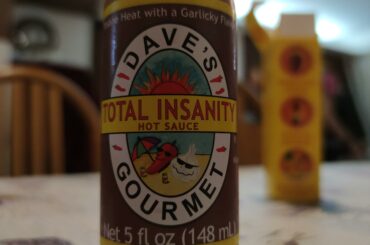 Heat with a Garlicky
DAVE'S
TOTAL INSANITY
HOT SAUCE
GOURMET
Net 5 fl oz (148 mL)